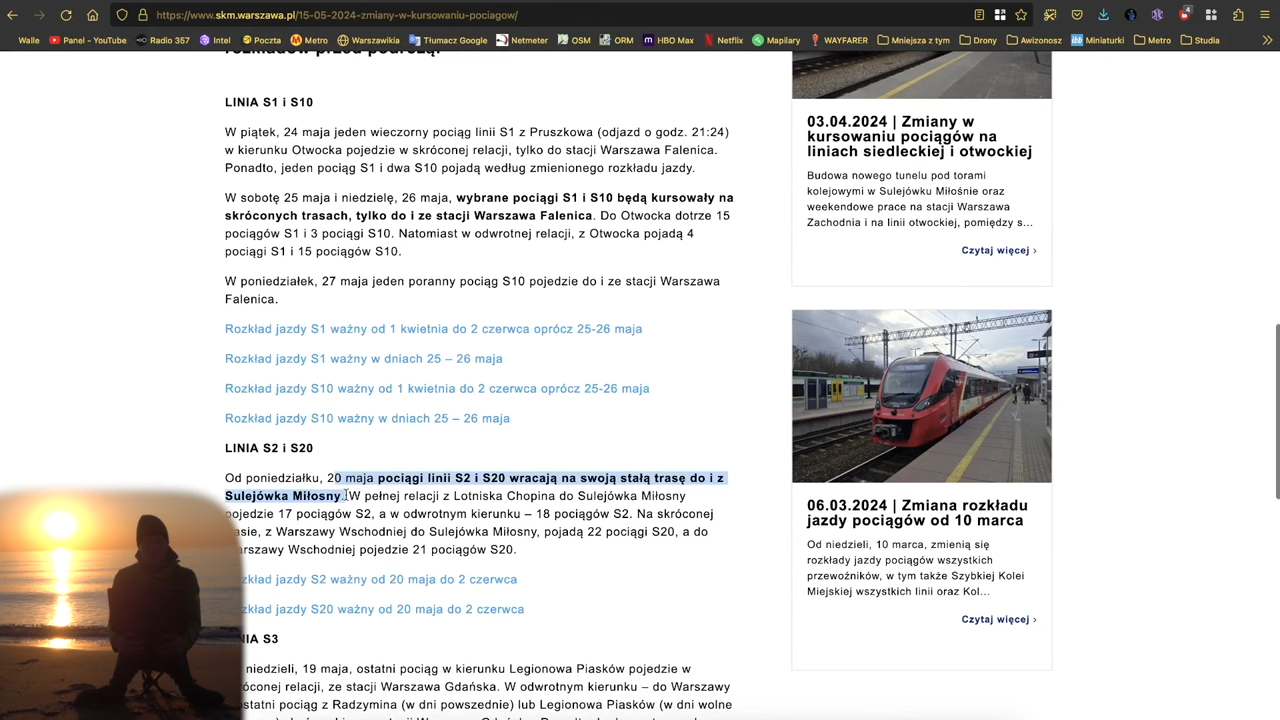 https://www.skm.warszawa.pl/15-05-2024-zmiany-w-kursowaniu-pociagow/
4
Walle
Panel - YouTube
Radio 357
Intel
Poczta
Metro
Warszawikia
Tłumacz Google
Netmeter
OSM
ORM
HBO Max
Netflix
Mapilary
WAYFARER
Mniejsza z tym
Drony
Awizonosz
Miniaturki
Metro
Studia
rozkładów przed podróżą!
LINIA S1 i S10
W piątek, 24 maja jeden wieczorny pociąg linii S1 z Pruszkowa (odjazd o godz. 21:24)
w kierunku Otwocka pojedzie w skróconej relacji, tylko do stacji Warszawa Falenica.
Ponadto, jeden pociąg S1 i dwa S10 pojadą według zmienionego rozkładu jazdy.
W sobotę 25 maja i niedzielę, 26 maja, wybrane pociągi S1 i S10 będą kursowały na
skróconych trasach, tylko do i ze stacji Warszawa Falenica. Do Otwocka dotrze 15
pociągów S1 i 3 pociągi S10. Natomiast w odwrotnej relacji, z Otwocka pojadą 4
pociągi S1 i 15 pociągów S10.
W poniedziałek, 27 maja jeden poranny pociąg S10 pojedzie do i ze stacji Warszawa
Falenica.
Rozkład jazdy S1 ważny od 1 kwietnia do 2 czerwca oprócz 25-26 maja
Rozkład jazdy S1 ważny w dniach 25 – 26 maja
Rozkład jazdy S10 ważny od 1 kwietnia do 2 czerwca oprócz 25-26 maja
Rozkład jazdy S10 ważny w dniach 25 – 26 maja
LINIA S2 i S20
Od poniedziałku, 20 maja pociągi linii S2 i S20 wracają na swoją stałą trasę do i z
Sulejówka Miłosny. W pełnej relacji z Lotniska Chopina do Sulejówka Miłosny
pojedzie 17 pociągów S2, a w odwrotnym kierunku – 18 pociągów S2. Na skróconej
asie, z Warszawy Wschodniej do Sulejówka Miłosny, pojadą 22 pociągi S20, a do
arszawy Wschodniej pojedzie 21 pociągów S20.
zkład jazdy S2 ważny od 20 maja do 2 czerwca
zkład jazdy S20 ważny od 20 maja do 2 czerwca
NIA S3
niedzieli, 19 maja, ostatni pociąg w kierunku Legionowa Piasków pojedzie w
róconej relacji, ze stacji Warszawa Gdańska. W odwrotnym kierunku – do Warszawy
ostatni pociąg z Radzymina (w dni powszednie) lub Legionowa Piasków (w dni wolne
03.04.2024 | Zmiany w
kursowaniu pociągów na
liniach siedleckiej i otwockiej
Budowa nowego tunelu pod torami
kolejowymi w Sulejówku Miłośnie oraz
weekendowe prace na stacji Warszawa
Zachodnia i na linii otwockiej, pomiędzy s...
Czytaj więcej ›
06.03.2024 | Zmiana rozkładu
jazdy pociągów od 10 marca
Od niedzieli, 10 marca, zmienią się
rozkłady jazdy pociągów wszystkich
przewoźników, w tym także Szybkiej Kolei
Miejskiej wszystkich linii oraz Kol...
Czytaj więcej ›